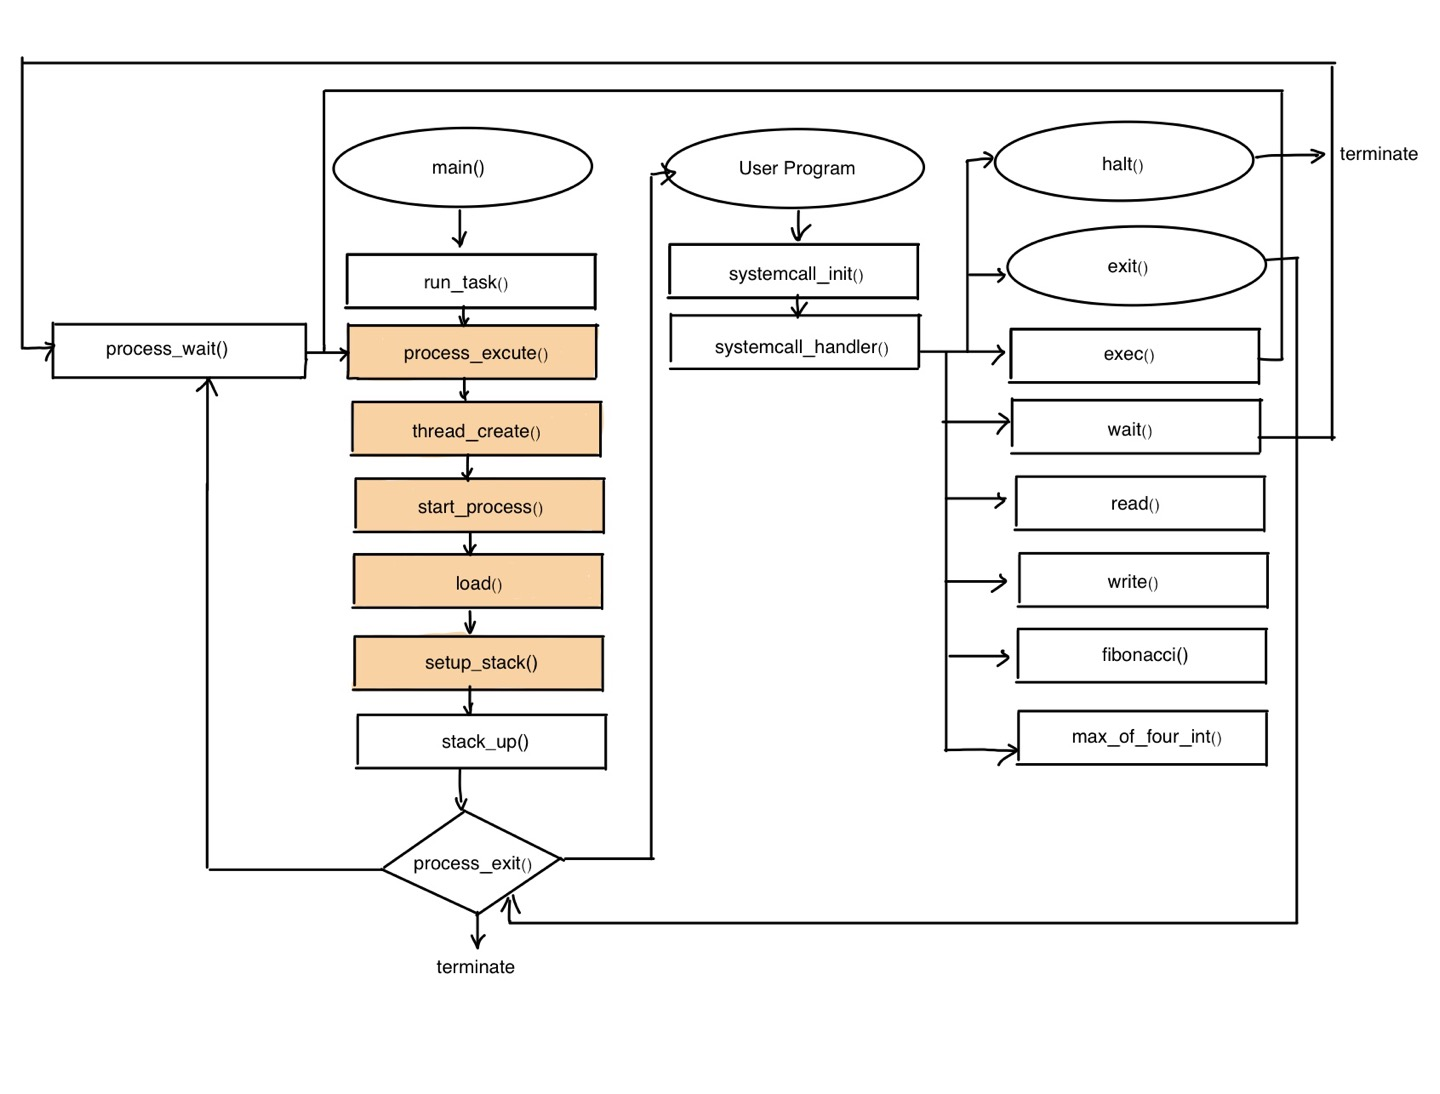 main()
run_task()
process_wait()
process_excute()
thread_create()
start_process()
load()
setup_stack()
stack_up()
process_exit()
terminate
User Program
systemcall_init()
systemcall_handler()
halt()
terminate
exit()
exec()
wait()
read()
write()
fibonacci()
max_of_four_int()